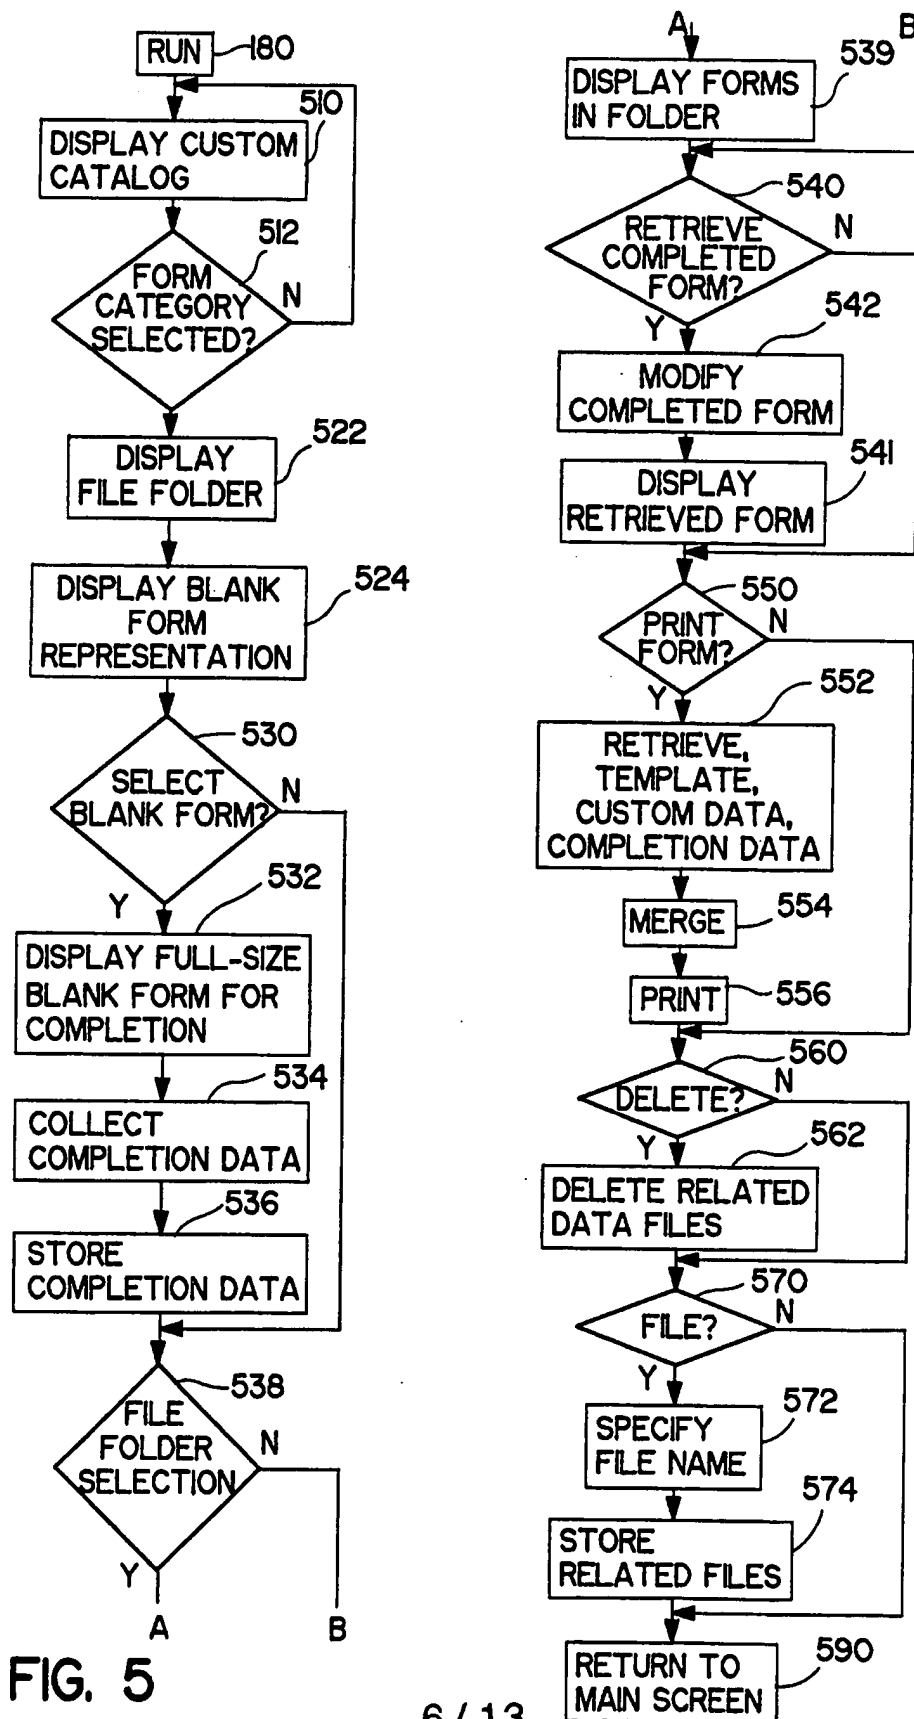 RUN
180
510
DISPLAY CUSTOM
CATALOG
512
FORM
CATEGORY
SELECTED?
N
522
DISPLAY
FILE FOLDER
524
DISPLAY BLANK
FORM
REPRESENTATION
530
SELECT
BLANK FORM?
N
Y
532
DISPLAY FULL-SIZE
BLANK FORM FOR
COMPLETION
534
COLLECT
COMPLETION DATA
536
STORE
COMPLETION DATA
538
FILE
FOLDER
SELECTION
N
Y
A
B
FIG. 5
A
B
539
DISPLAY FORMS
IN FOLDER
540
RETRIEVE
COMPLETED
FORM?
N
Y
542
MODIFY
COMPLETED FORM
541
DISPLAY
RETRIEVED FORM
550
PRINT
FORM?
N
Y
552
RETRIEVE,
TEMPLATE,
CUSTOM DATA,
COMPLETION DATA
MERGE
554
PRINT
556
560
DELETE?
N
Y
562
DELETE RELATED
DATA FILES
570
FILE?
N
Y
572
SPECIFY
FILE NAME
574
STORE
RELATED FILES
590
RETURN TO
MAIN SCREEN
6/13